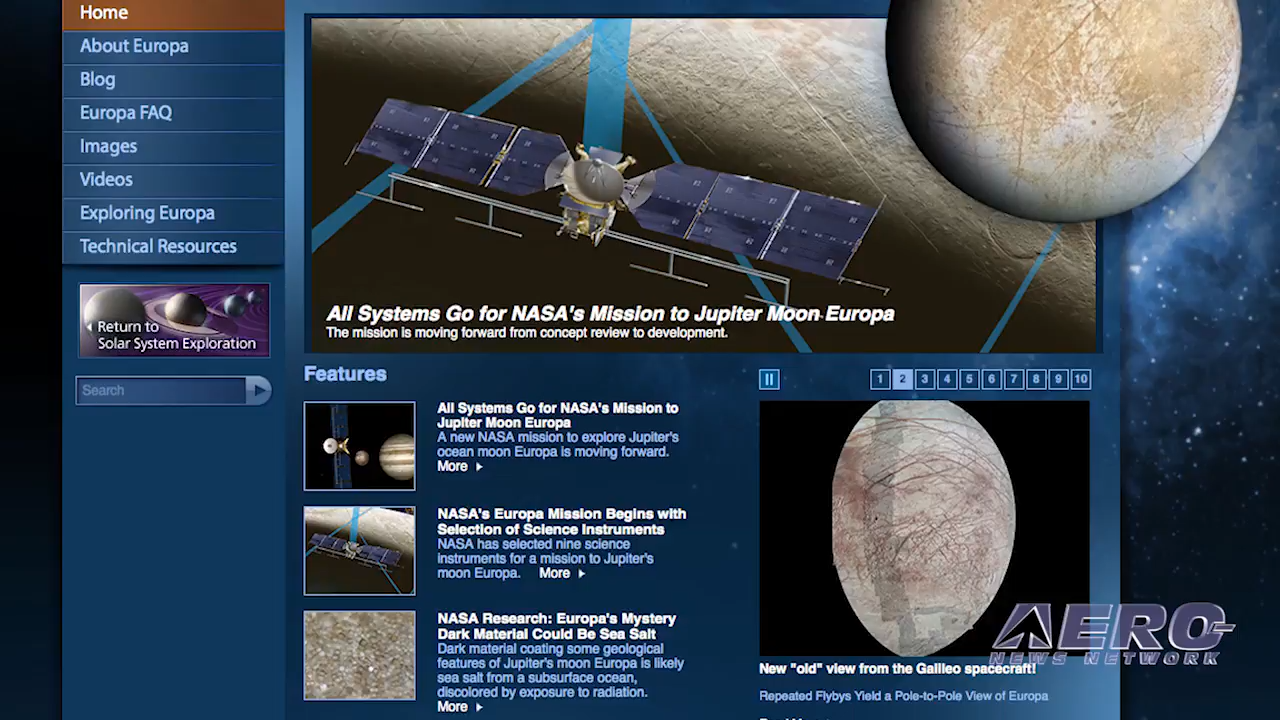 Home
About Europa
Blog
Europa FAQ
Images
Videos
Exploring Europa
Technical Resources
Return to
Solar System Exploration
Search
All Systems Go for NASA's Mission to Jupiter Moon Europa
The mission is moving forward from concept review to development.
Features
1 2 3 4 5 6 7 8 9 10
All Systems Go for NASA's Mission to
Jupiter Moon Europa
A new NASA mission to explore Jupiter's
ocean moon Europa is moving forward.
More
NASA's Europa Mission Begins with
Selection of Science Instruments
NASA has selected nine science
instruments for a mission to Jupiter's
moon Europa. More
NASA Research: Europa's Mystery
Dark Material Could Be Sea Salt
Dark material coating some geological
features of Jupiter's moon Europa is likely
sea salt from a subsurface ocean,
discolored by exposure to radiation.
More
New "old" view from the Galileo spacecraft!
Repeated Flybys Yield a Pole-to-Pole View of Europa
AERO
NEWS NETWORK